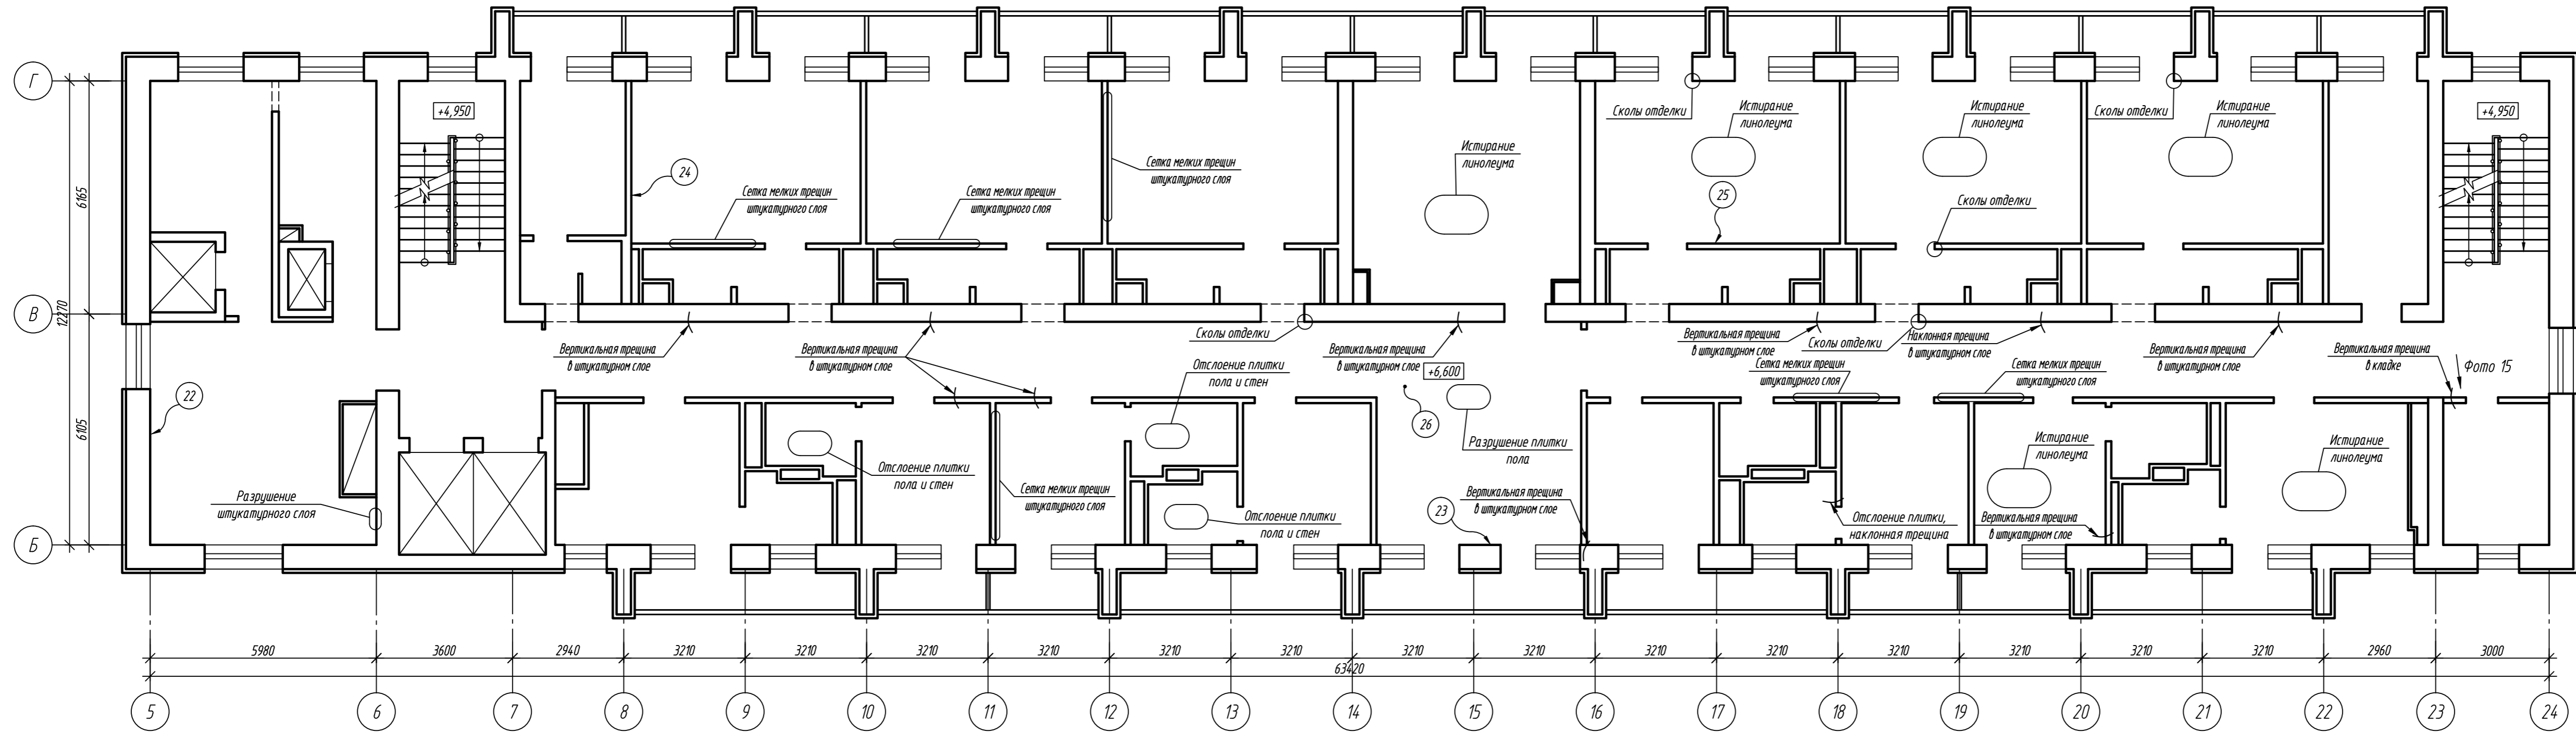 Г
+4,950
Сколы отделки
Истирание
линолеума
Истирание
линолеума
Сколы отделки
Истирание
линолеума
+4,950
24
Сетка мелких трещин
штукатурного слоя
Истирание
линолеума
6165
Сетка мелких трещин
штукатурного слоя
Сетка мелких трещин
штукатурного слоя
25
Сколы отделки
В
12270
Вертикальная трещина
в штукатурном слое
Вертикальная трещина
в штукатурном слое
Сколы отделки
Вертикальная трещина
в штукатурном слое
Вертикальная трещина
в штукатурном слое
Сколы отделки
Наклонная трещина
в штукатурном слое
Вертикальная трещина
в штукатурном слое
Вертикальная трещина
в кладке
Фото 15
Отслоение плитки
пола и стен
+6,600
Сетка мелких трещин
штукатурного слоя
Сетка мелких трещин
штукатурного слоя
22
26
6105
Разрушение плитки
пола
Истирание
линолеума
Истирание
линолеума
Отслоение плитки
пола и стен
Разрушение
штукатурного слоя
Сетка мелких трещин
штукатурного слоя
Вертикальная трещина
в штукатурном слое
23
Отслоение плитки
пола и стен
Отслоение плитки,
наклонная трещина
Вертикальная трещина
в штукатурном слое
Б
5980 3600 2940 3210 3210 3210 3210 3210 3210 3210 3210 3210 3210 3210 3210 3210 3210 2960 3000
63420
5 6 7 8 9 10 11 12 13 14 15 16 17 18 19 20 21 22 23 24